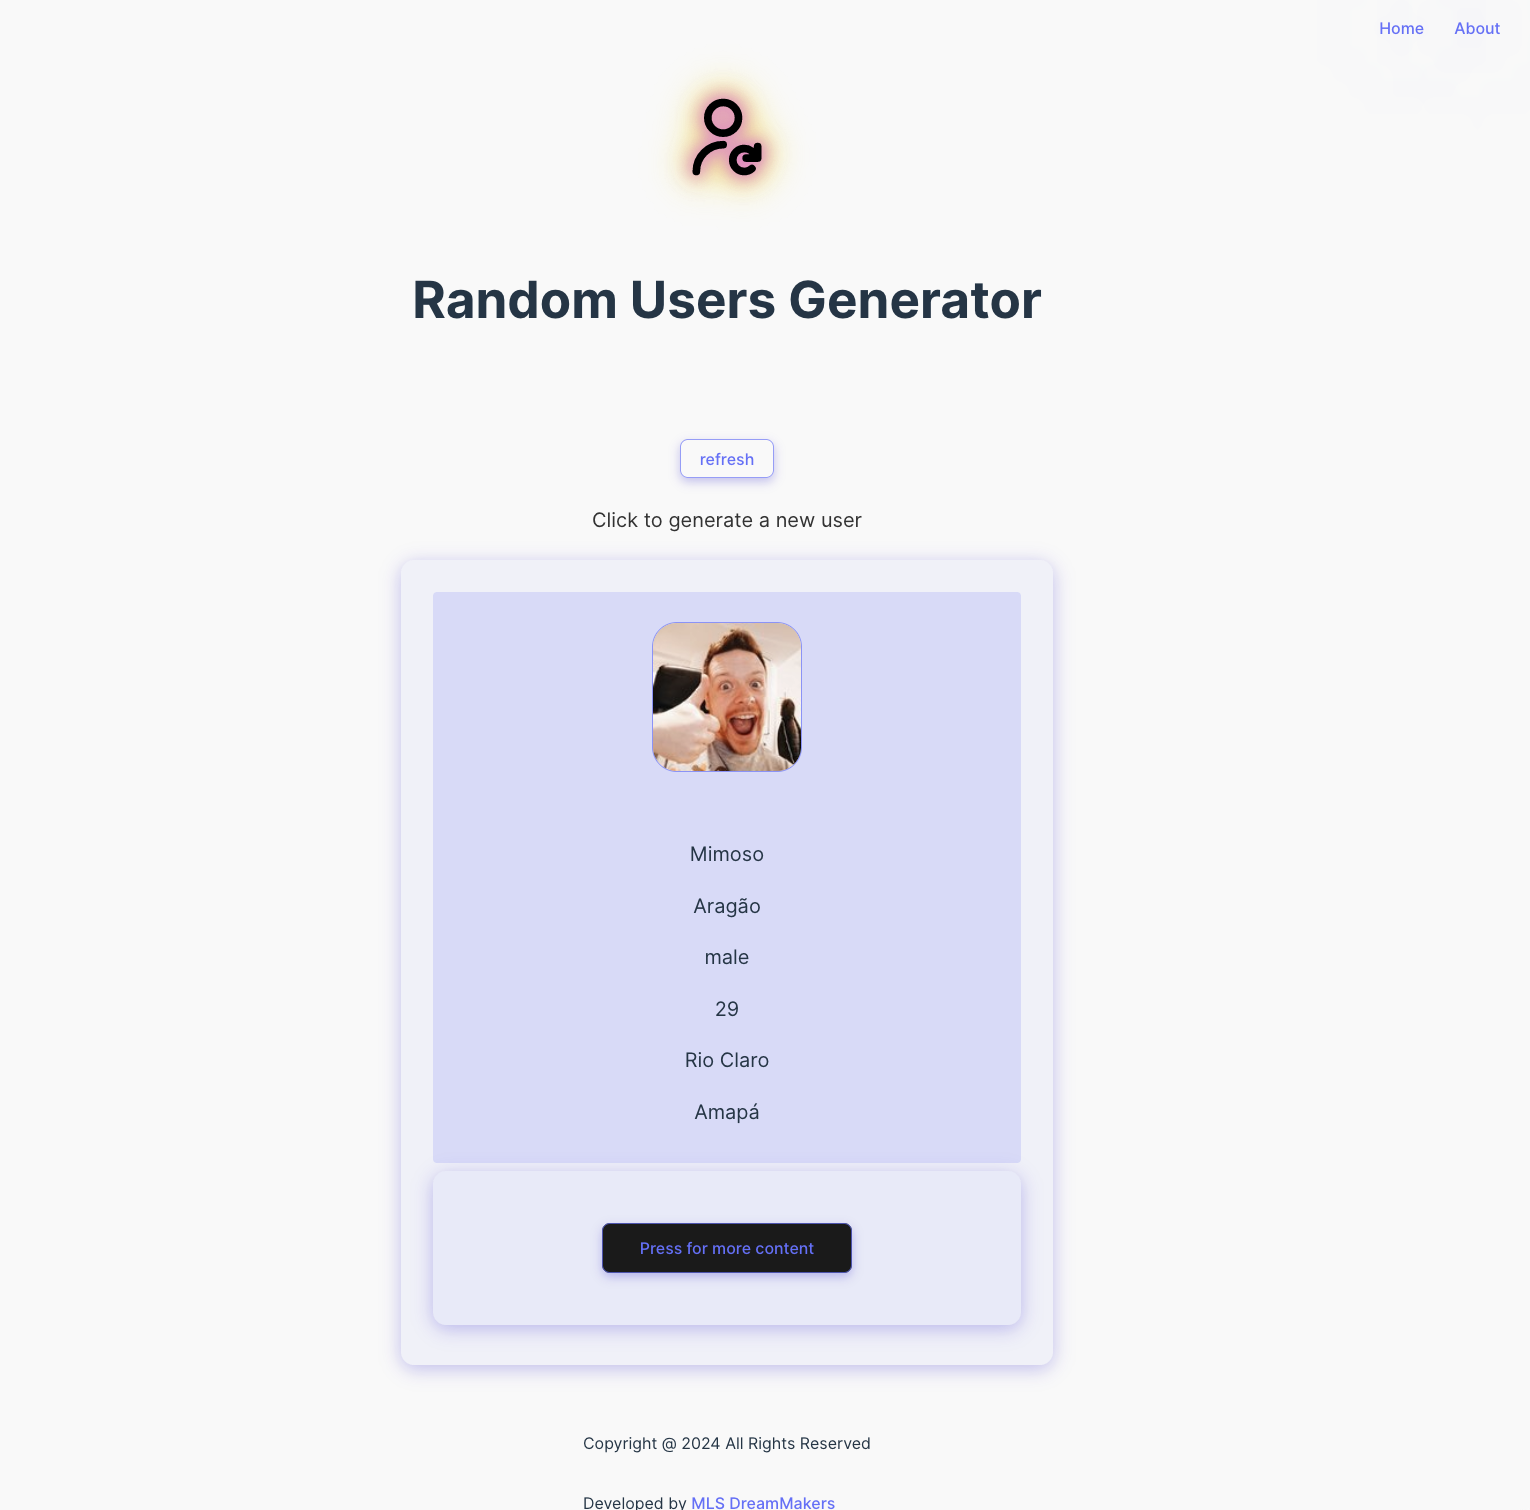 Home About
Random Users Generator
refresh
Click to generate a new user
Mimoso
Aragão
male
29
Rio Claro
Amapá
Press for more content
Copyright @ 2024 All Rights Reserved
Developed by MLS DreamMakers